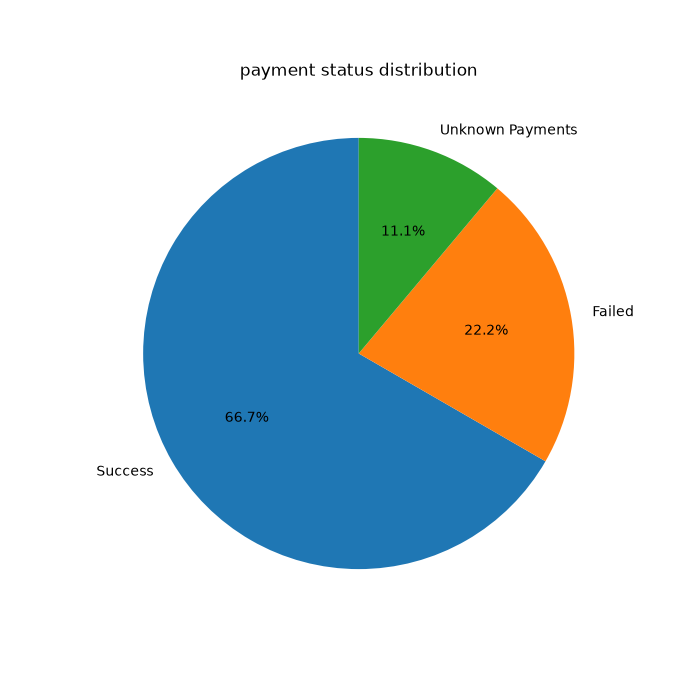 payment status distribution
Unknown Payments
11.1%
Failed
22.2%
66.7%
Success